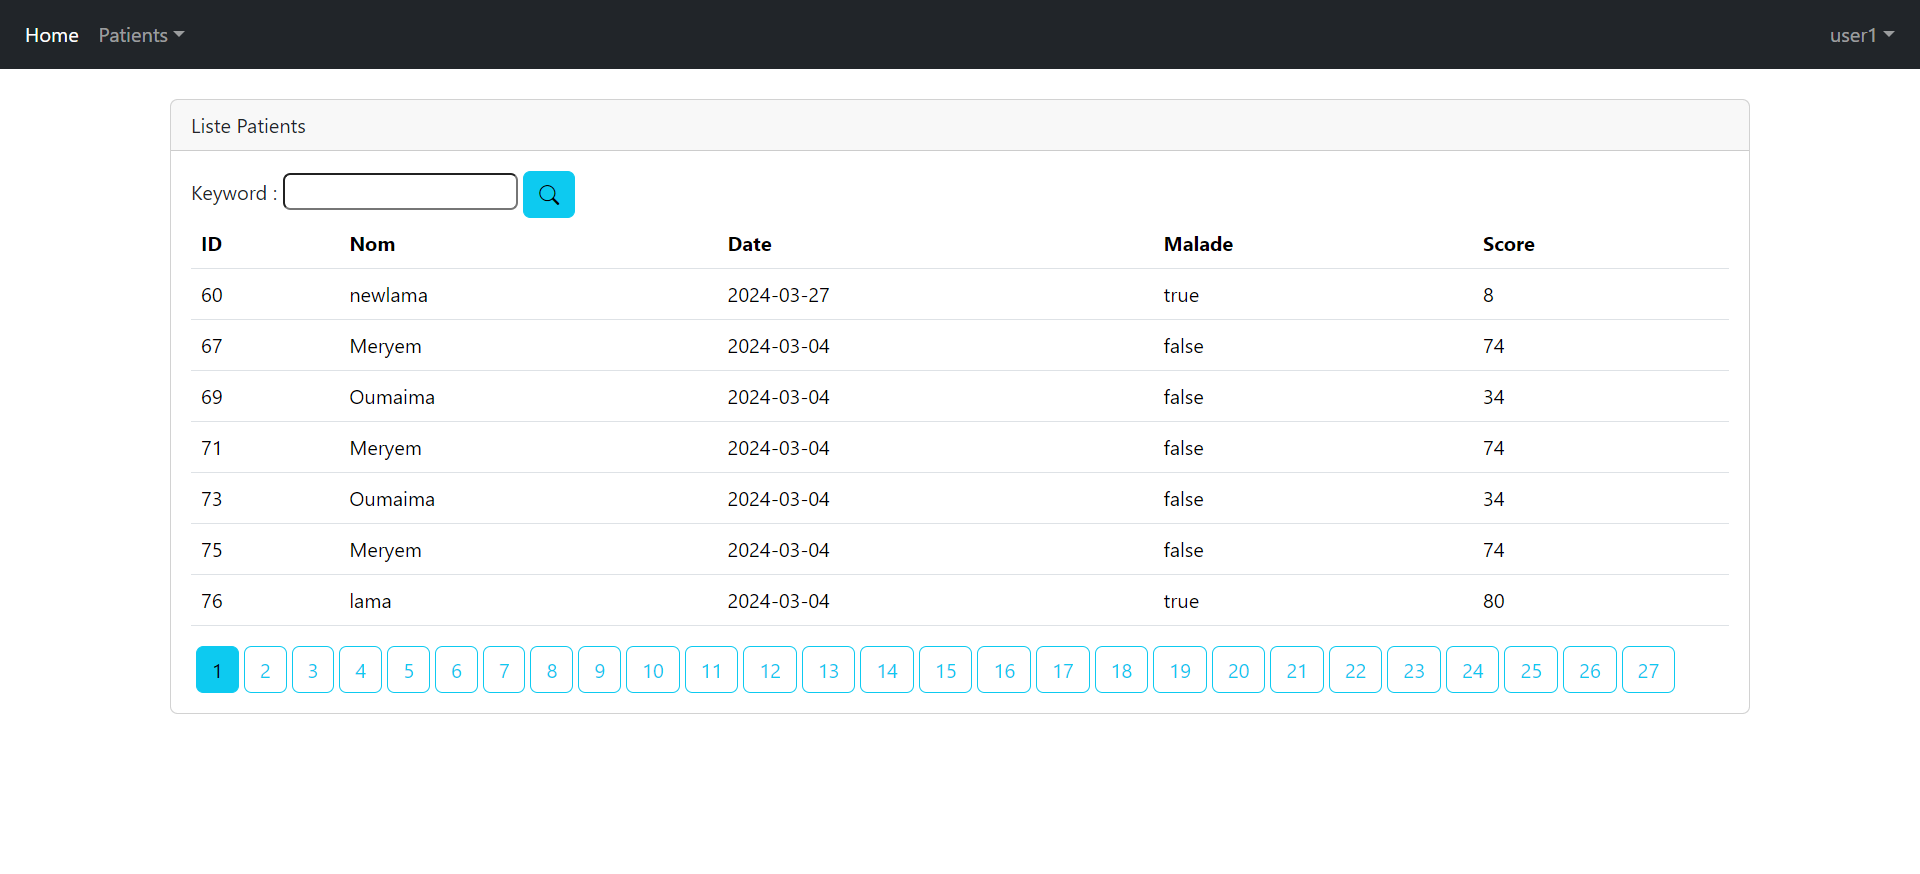 Home Patients user1
Liste Patients
Keyword :
ID Nom Date Malade Score
60 newlama 2024-03-27 true 8
67 Meryem 2024-03-04 false 74
69 Oumaima 2024-03-04 false 34
71 Meryem 2024-03-04 false 74
73 Oumaima 2024-03-04 false 34
75 Meryem 2024-03-04 false 74
76 lama 2024-03-04 true 80
1 2 3 4 5 6 7 8 9 10 11 12 13 14 15 16 17 18 19 20 21 22 23 24 25 26 27